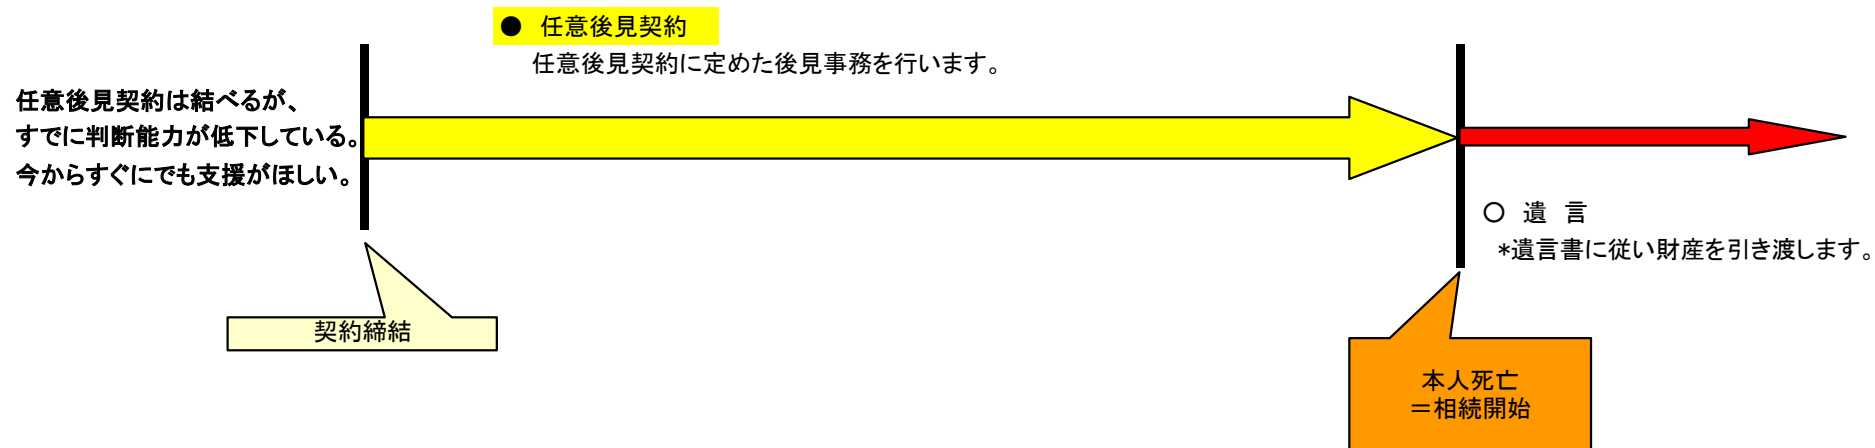 ● 任意後見契約
任意後見契約に定めた後見事務を行います。
任意後見契約は結べるが、
すでに判断能力が低下している。
今からすぐにでも支援がほしい。
○ 遺 言
*遺言書に従い財産を引き渡します。
契約締結
本人死亡
＝相続開始